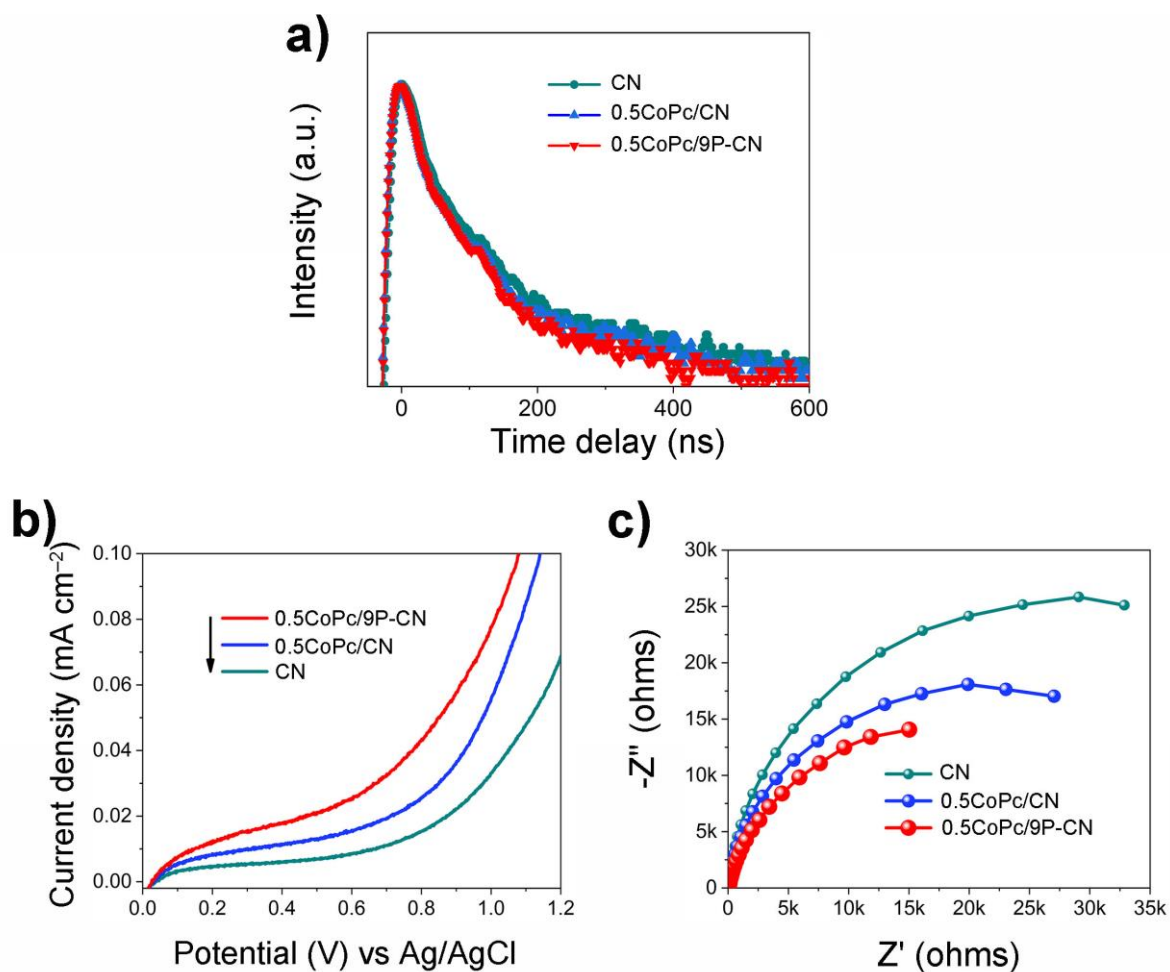 a)
Intensity (a.u.)
CN
0.5CoPc/CN
0.5CoPc/9P-CN
0
200
400
600
Time delay (ns)
b)
Current density (mA cm⁻²)
0.10
0.08
0.06
0.04
0.02
0.00
0.5CoPc/9P-CN
0.5CoPc/CN
CN
0.0
0.2
0.4
0.6
0.8
1.0
1.2
Potential (V) vs Ag/AgCl
c)
-Z" (ohms)
30k
25k
20k
15k
10k
5k
0
CN
0.5CoPc/CN
0.5CoPc/9P-CN
0
5k
10k
15k
20k
25k
30k
35k
Z' (ohms)